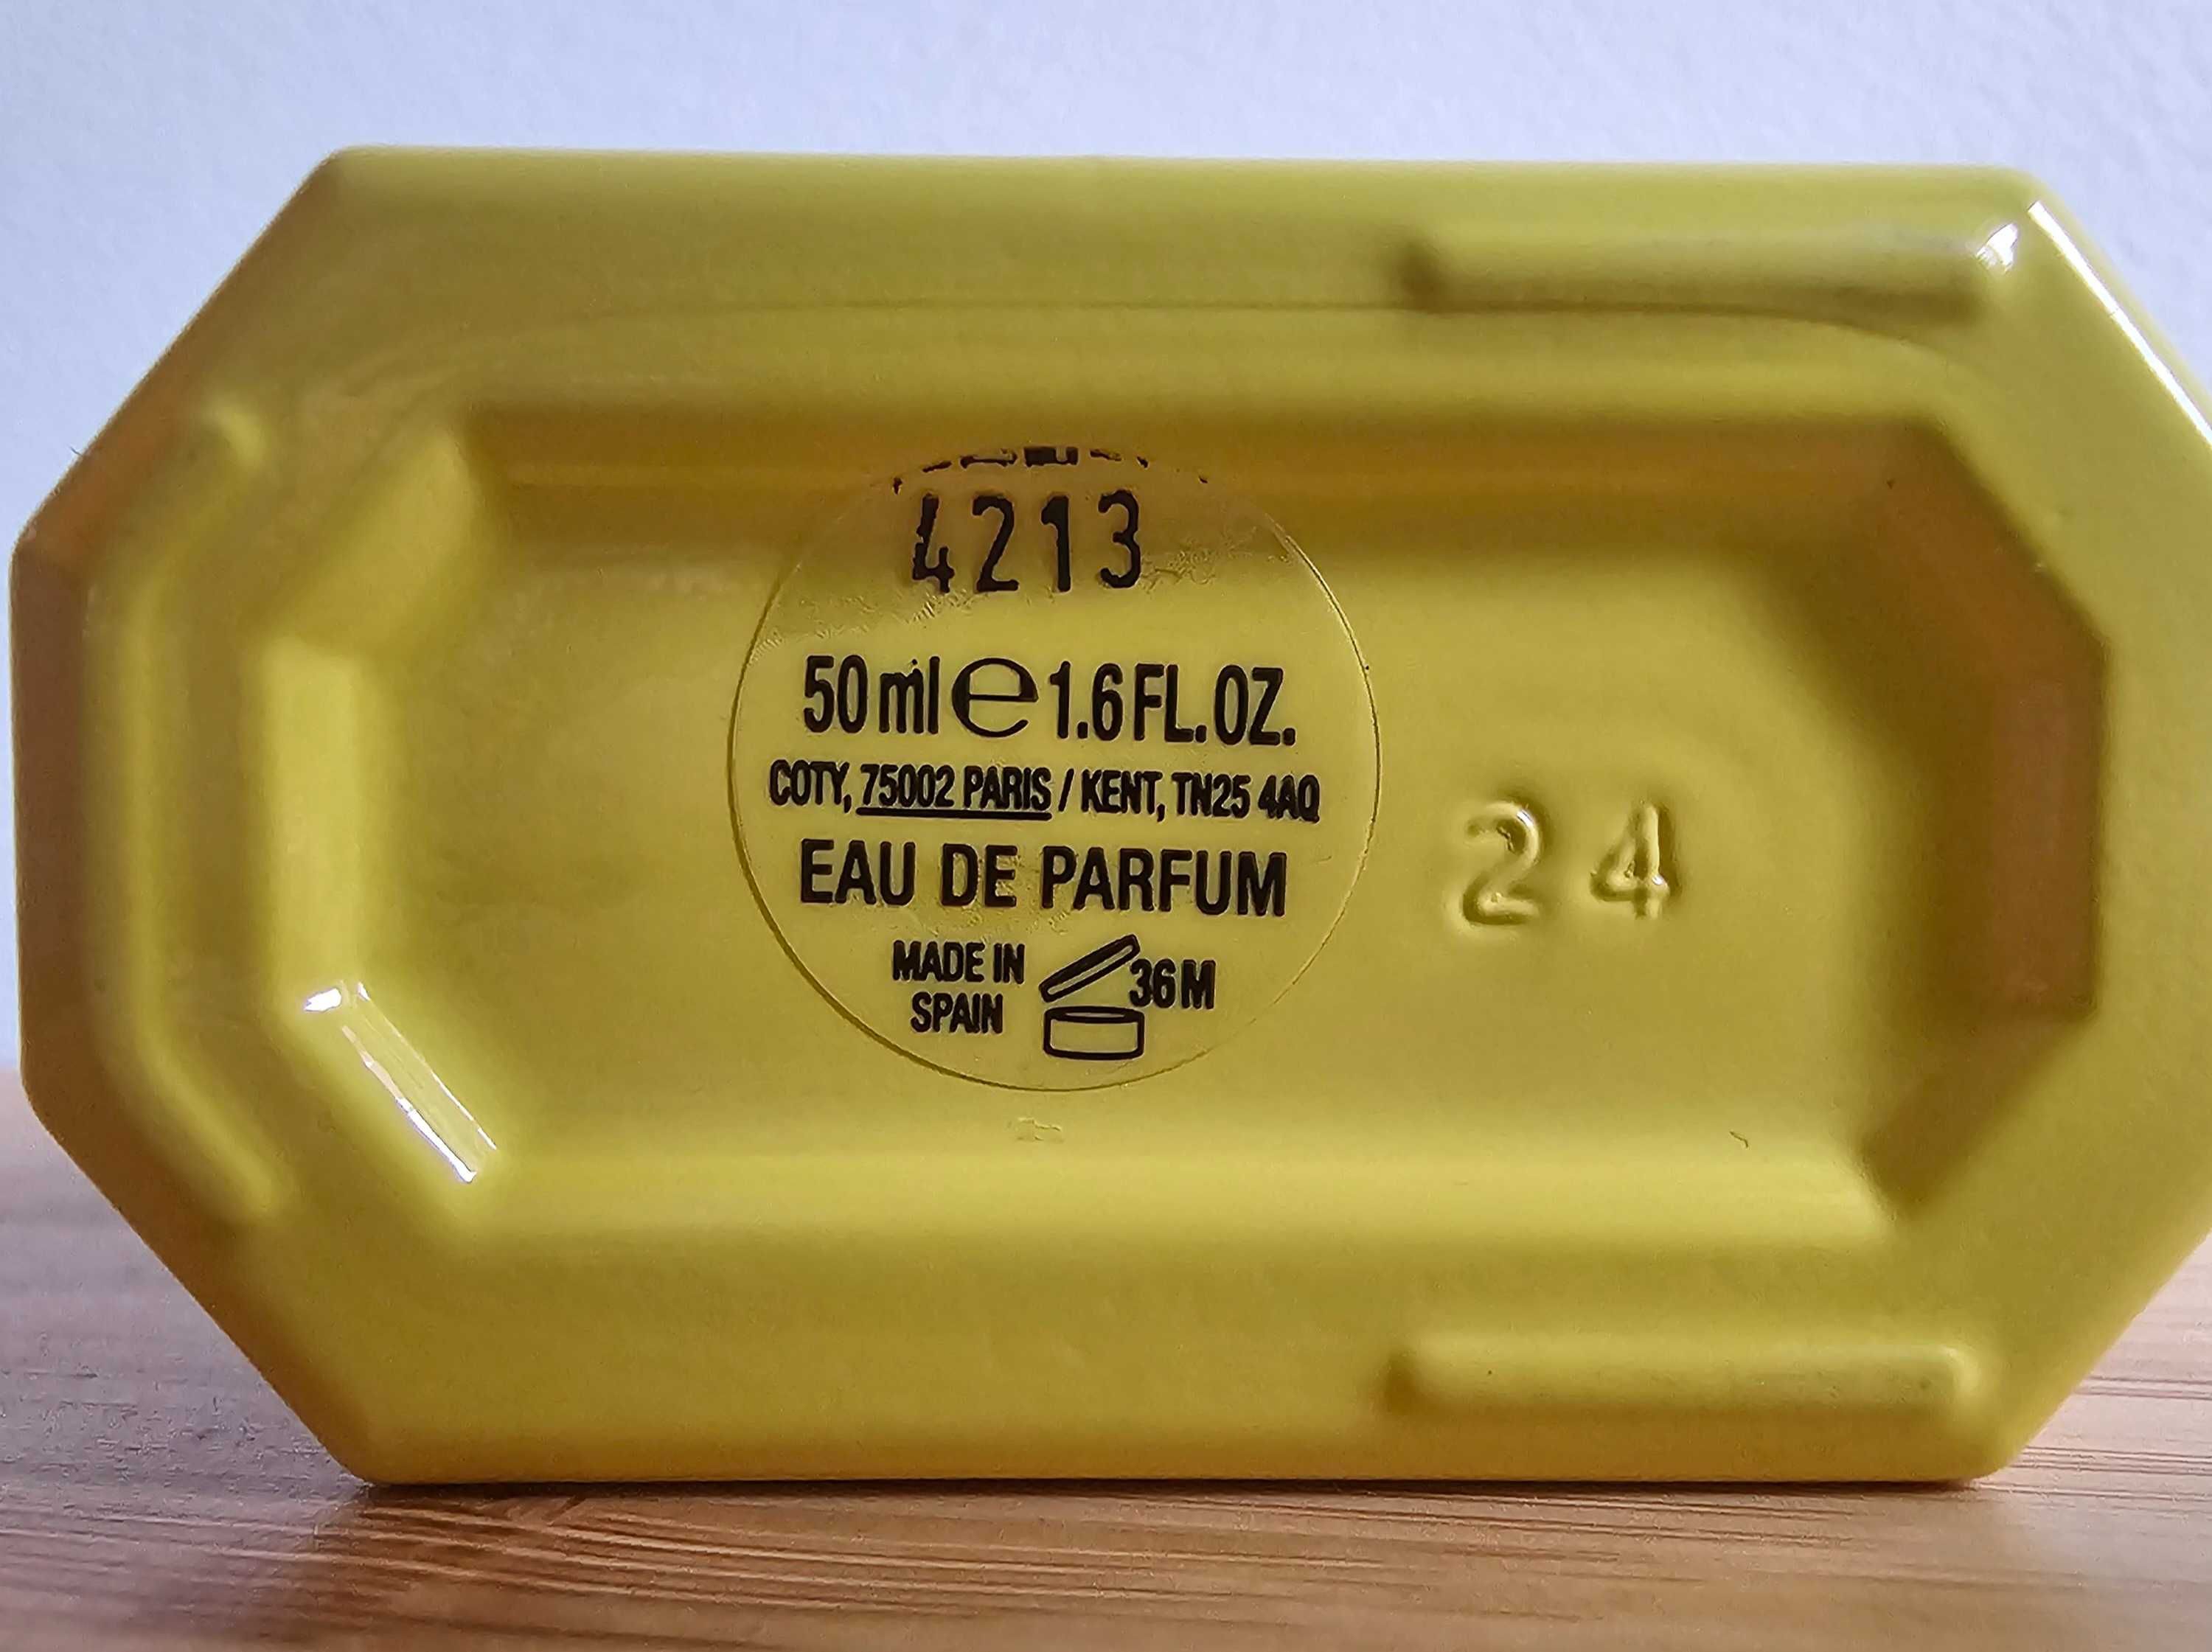 4213
50 ml e 1.6 FL.OZ.
COTY, 75002 PARIS / KENT, TN25 4AQ
EAU DE PARFUM
MADE IN
SPAIN
36 M
24